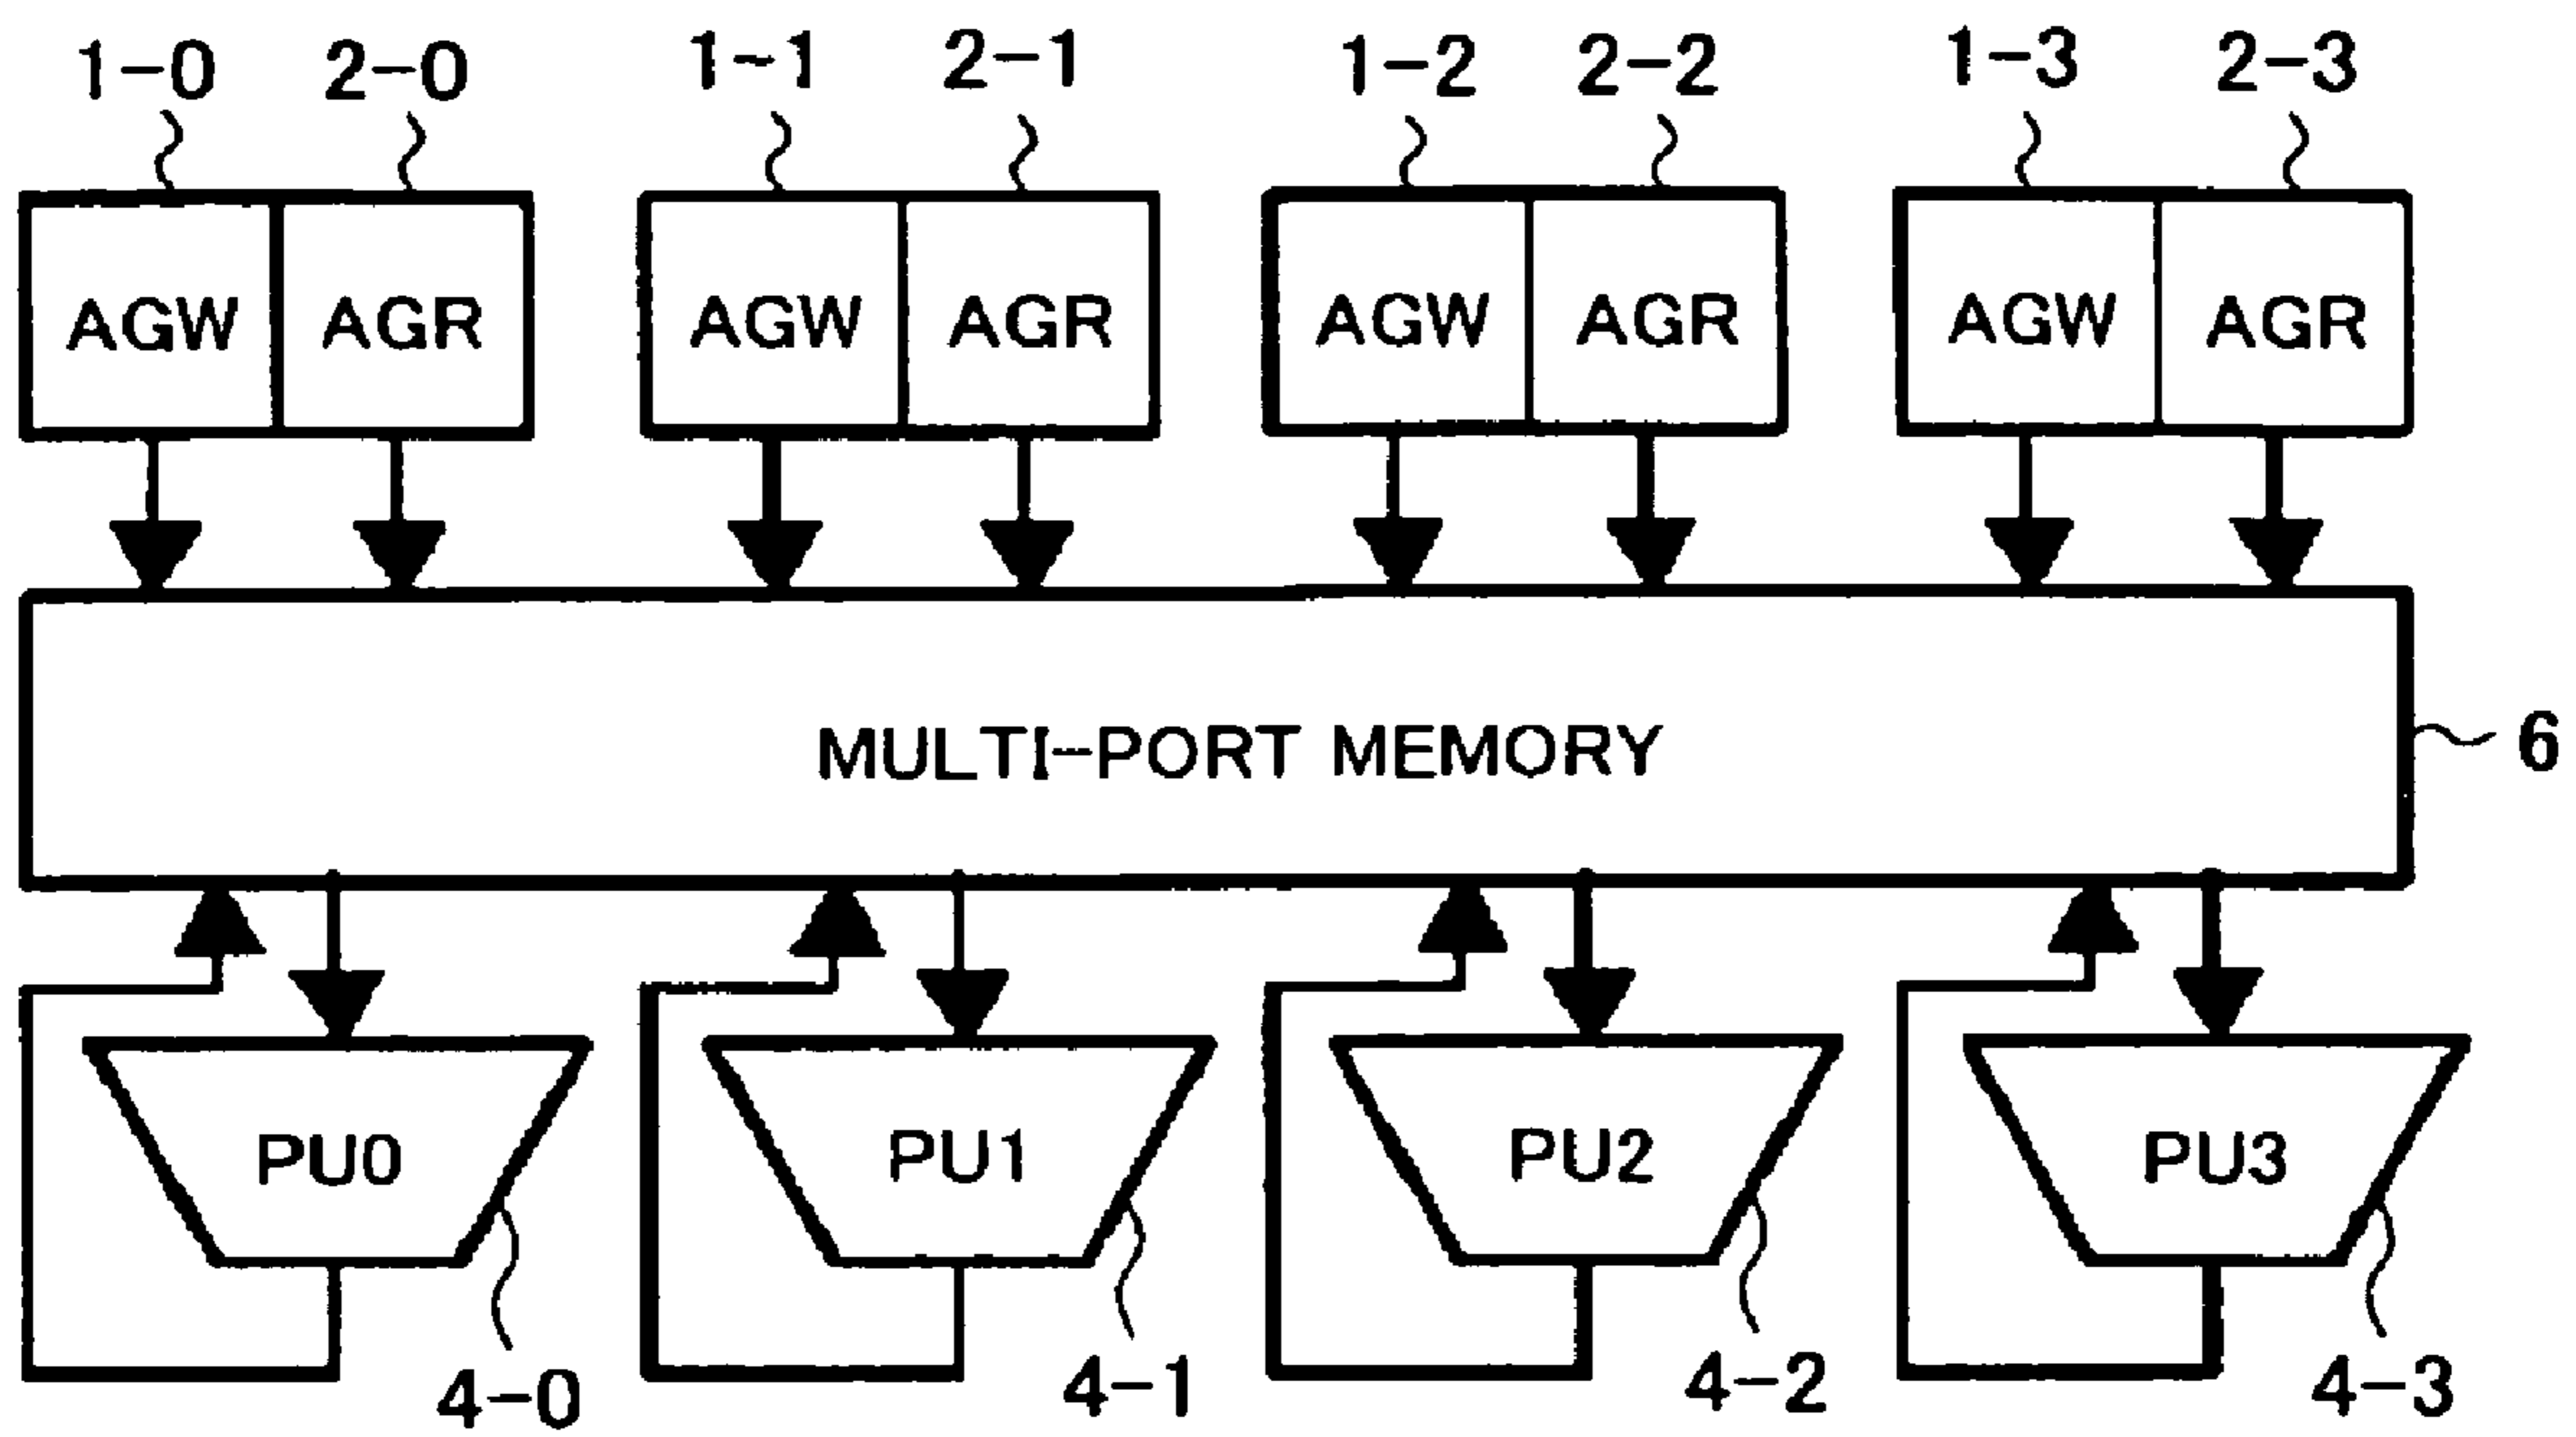 1-0 2-0 1-1 2-1 1-2 2-2 1-3 2-3
AGW AGR AGW AGR AGW AGR AGW AGR
MULTI-PORT MEMORY 6
PU0 PU1 PU2 PU3
4-0 4-1 4-2 4-3